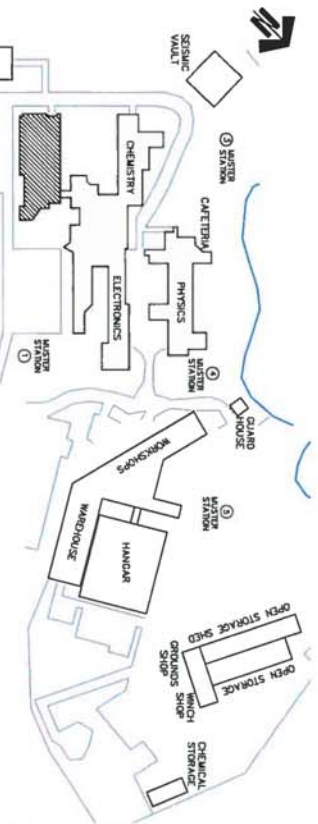 SEISMIC
VAULT
③ MUSTER
STATION
CHEMISTRY
CAFETERIA
PHYSICS
ELECTRONICS
MUSTER
STATION
①
④
MUSTER
STATION
GUARD
HOUSE
WORKSHOPS
WAREHOUSE
HANGAR
⑤
MUSTER
STATION
OPEN STORAGE SHED
OPEN STORAGE
GROUNDS
SHOP
WINCH
SHOP
CHEMICAL
STORAGE